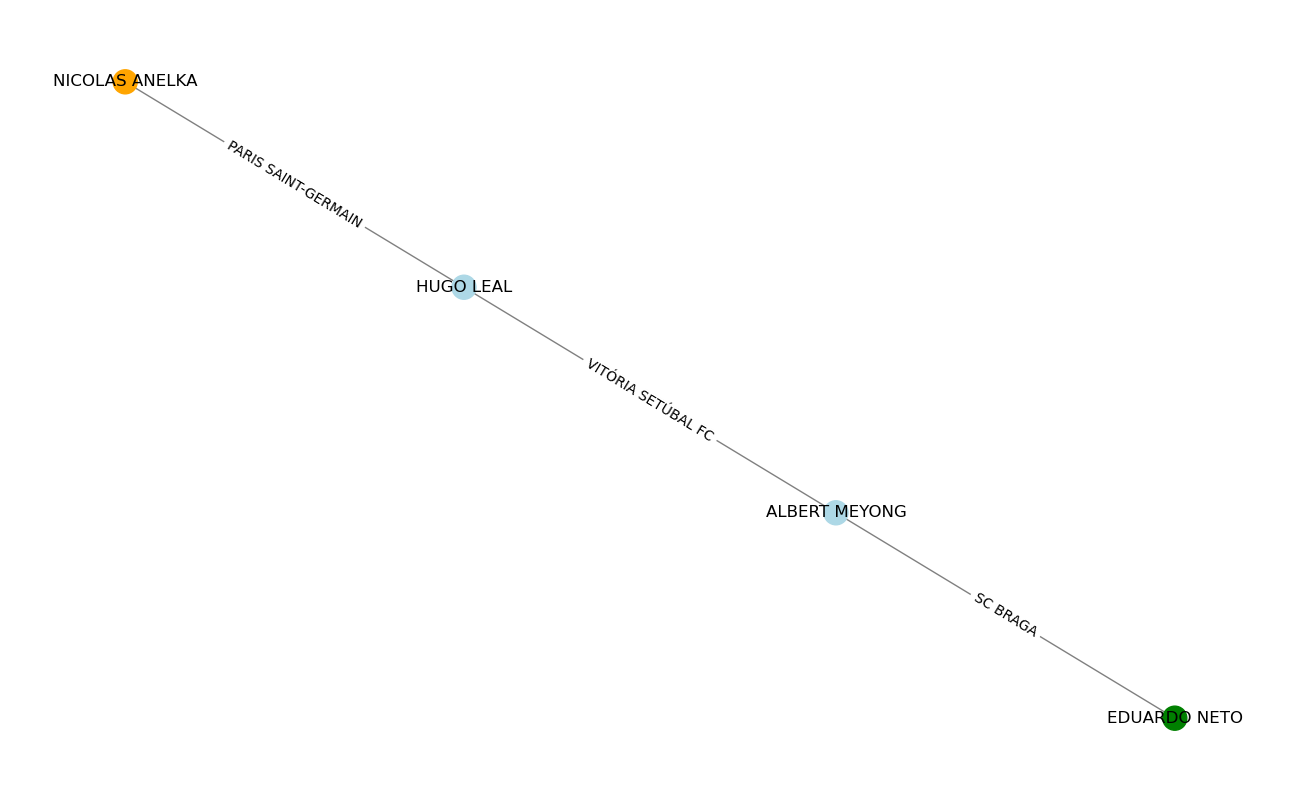 NICOLAS ANELKA
PARIS SAINT-GERMAIN
HUGO LEAL
VITÓRIA SETÚBAL FC
ALBERT MEYONG
SC BRAGA
EDUARDO NETO